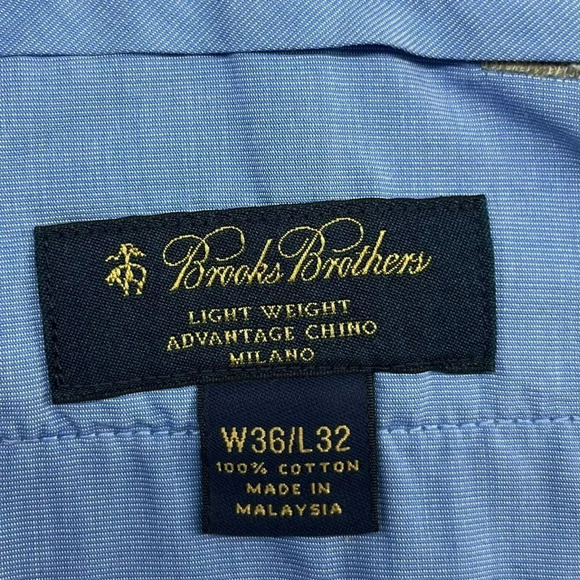 Brooks Brothers
LIGHT WEIGHT
ADVANTAGE CHINO
MILANO
W36/L32
100% COTTON
MADE IN
MALAYSIA